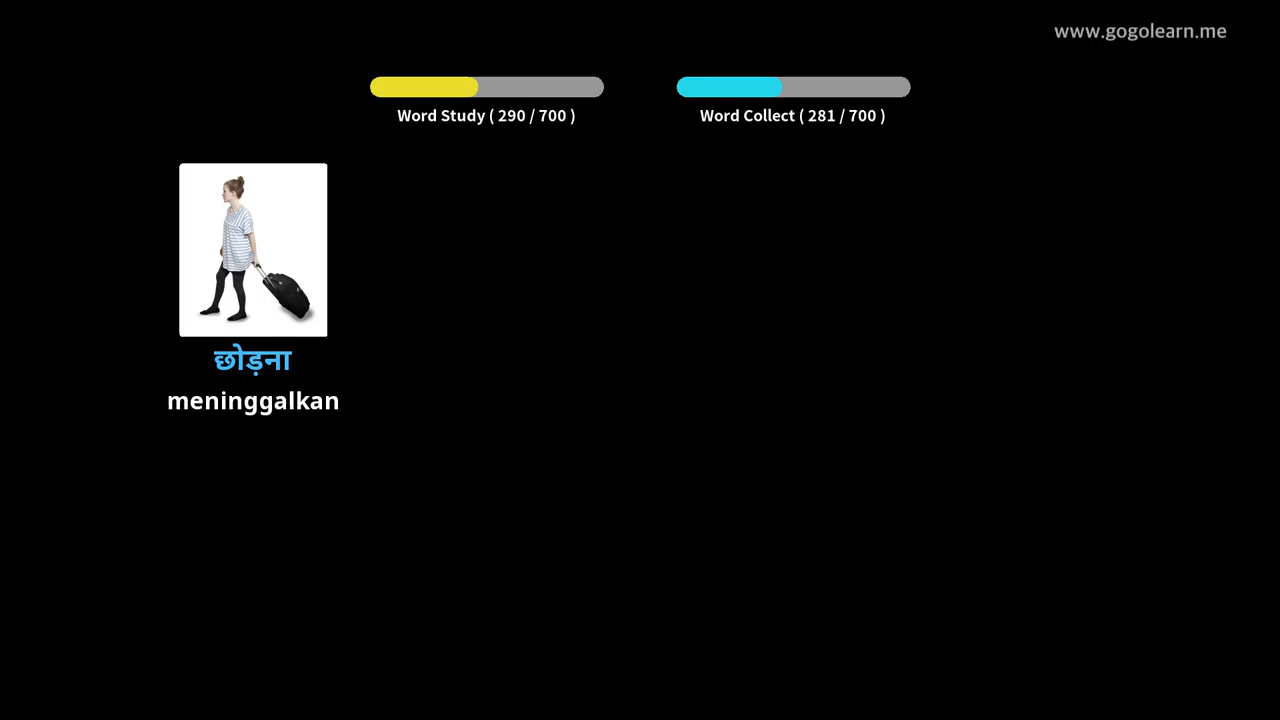 www.gogolearn.me
Word Study ( 290 / 700 )
Word Collect ( 281 / 700 )
छोड़ना
meninggalkan